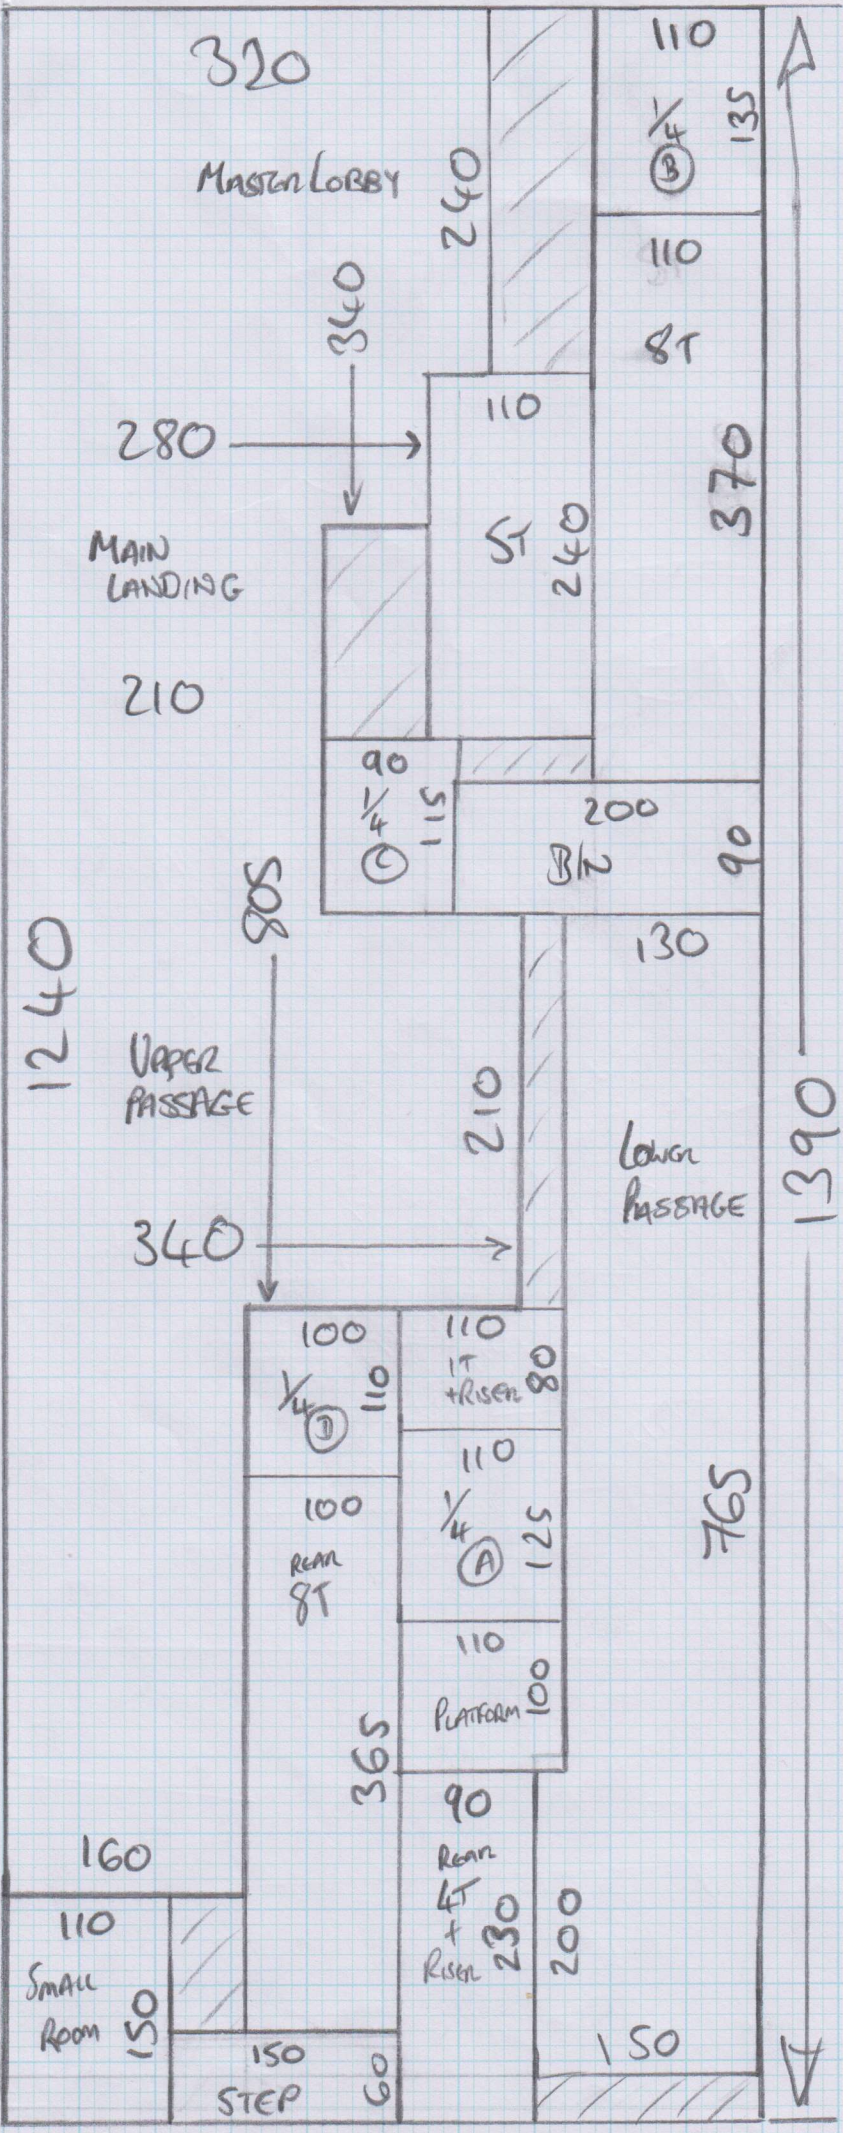 320
MASTER LOBBY
240
110
1/4
B
135
110
8T
370
340
280
110
5T
240
MAIN
LANDING
210
90
1/4
C
115
200
B/2
90
805
130
1240
UPPER
PASSAGE
210
340
LOWER
PASSAGE
1390
100
1/4
D
110
110
1T
+RISER
80
110
1/4
A
125
765
100
REAR
8T
365
110
PLATFORM
100
160
90
REAR
4T
+
RISER
230
200
110
SMALL
ROOM
150
150
STEP
60
150